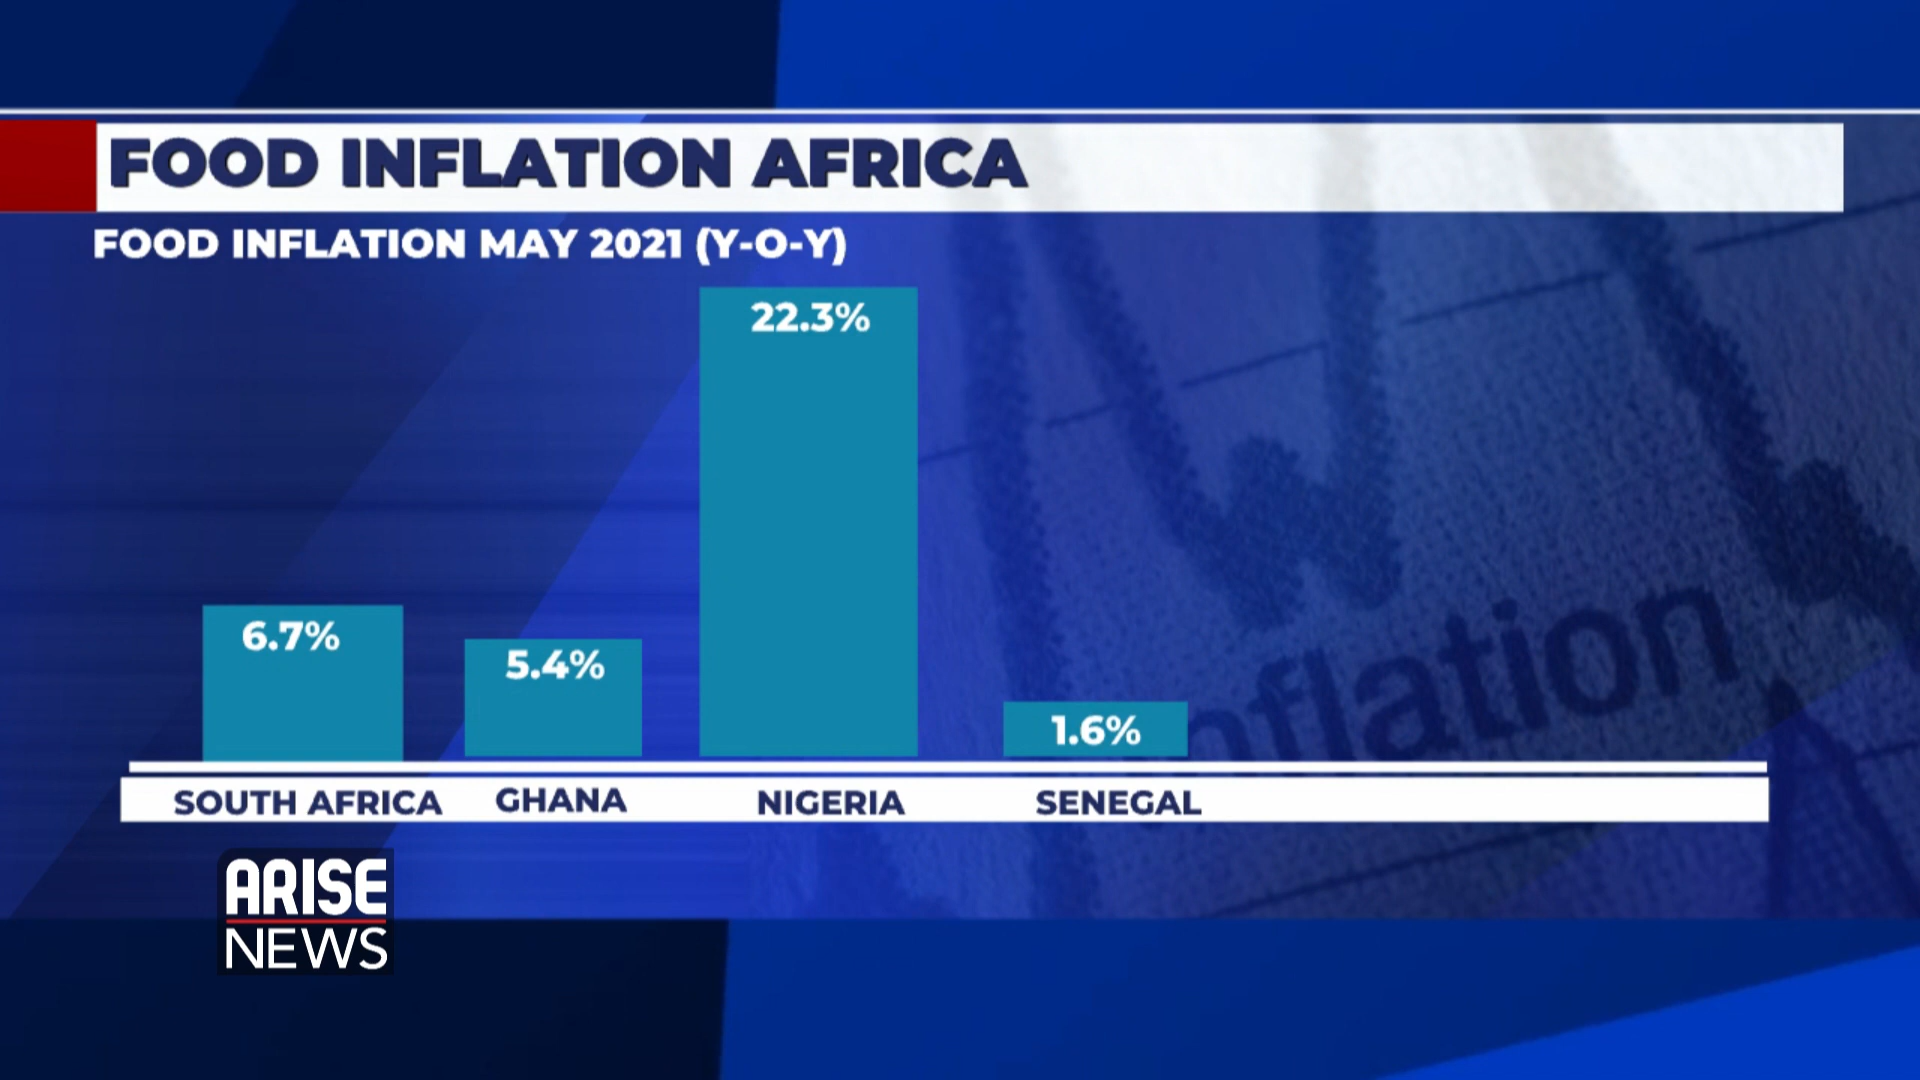 FOOD INFLATION AFRICA
FOOD INFLATION MAY 2021 (Y-O-Y)
22.3%
6.7%
5.4%
1.6%
SOUTH AFRICA GHANA NIGERIA SENEGAL
nflation
ARISE
NEWS